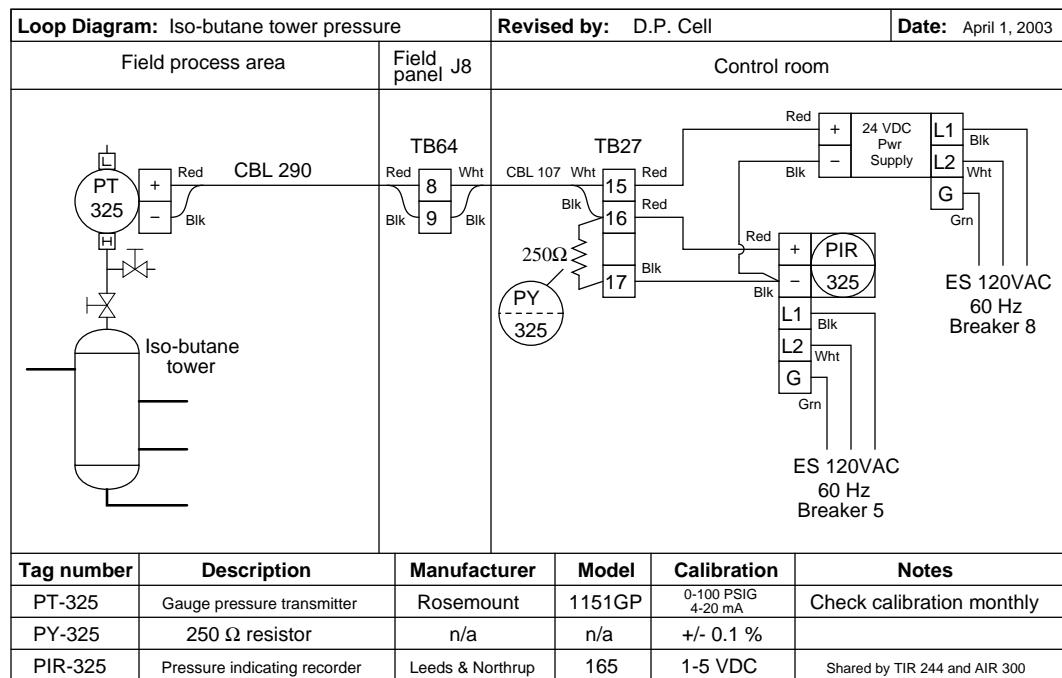 Loop Diagram: Iso-butane tower pressure
Revised by: D.P. Cell
Date: April 1, 2003
Field process area
Field panel J8
Control room
L
PT
325
H
+
−
Red
Blk
CBL 290
TB64
Red
Blk
8
9
Wht
Blk
CBL 107
TB27
Wht
Blk
15
16
17
Red
Red
Blk
250Ω
PY
325
Red
Blk
+
−
24 VDC
Pwr
Supply
L1
L2
G
Blk
Wht
Grn
ES 120VAC
60 Hz
Breaker 8
Red
Blk
+
−
PIR
325
L1
L2
G
Blk
Wht
Grn
ES 120VAC
60 Hz
Breaker 5
Iso-butane
tower
Tag number Description Manufacturer Model Calibration Notes
PT-325 Gauge pressure transmitter Rosemount 1151GP 0-100 PSIG 4-20 mA Check calibration monthly
PY-325 250 Ω resistor n/a n/a +/- 0.1 %
PIR-325 Pressure indicating recorder Leeds & Northrup 165 1-5 VDC Shared by TIR 244 and AIR 300